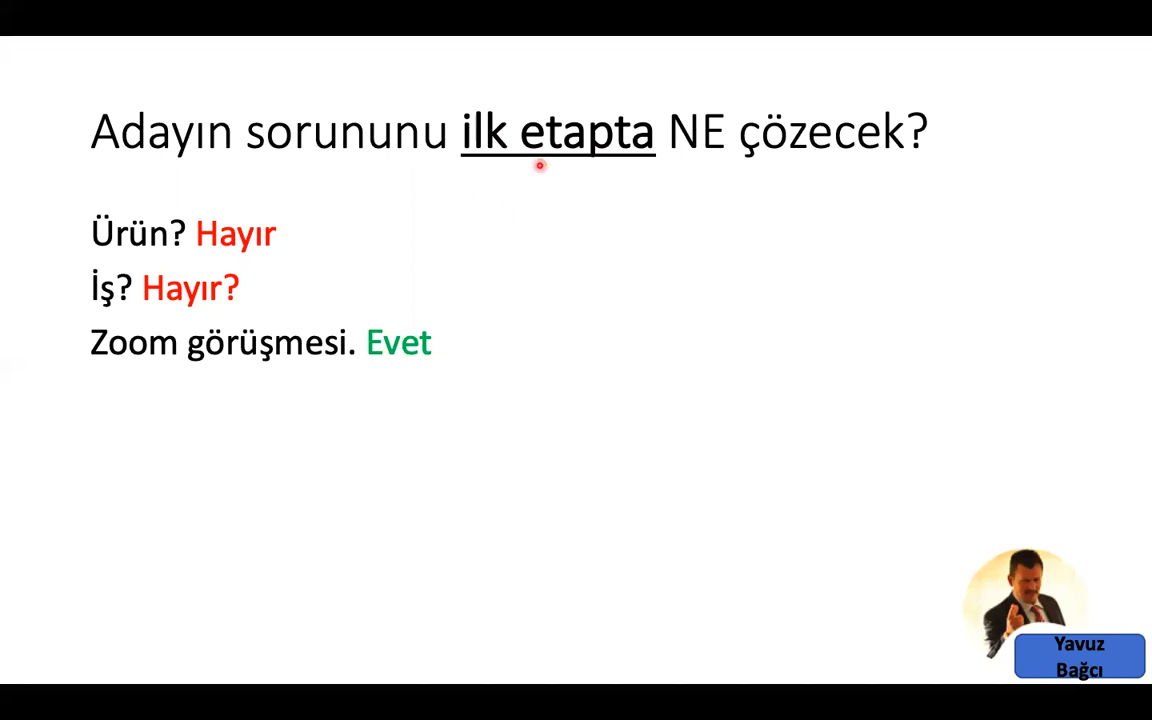 Adayın sorununu ilk etapta NE çözecek?
Ürün? Hayır
İş? Hayır?
Zoom görüşmesi. Evet
Yavuz
Bağcı